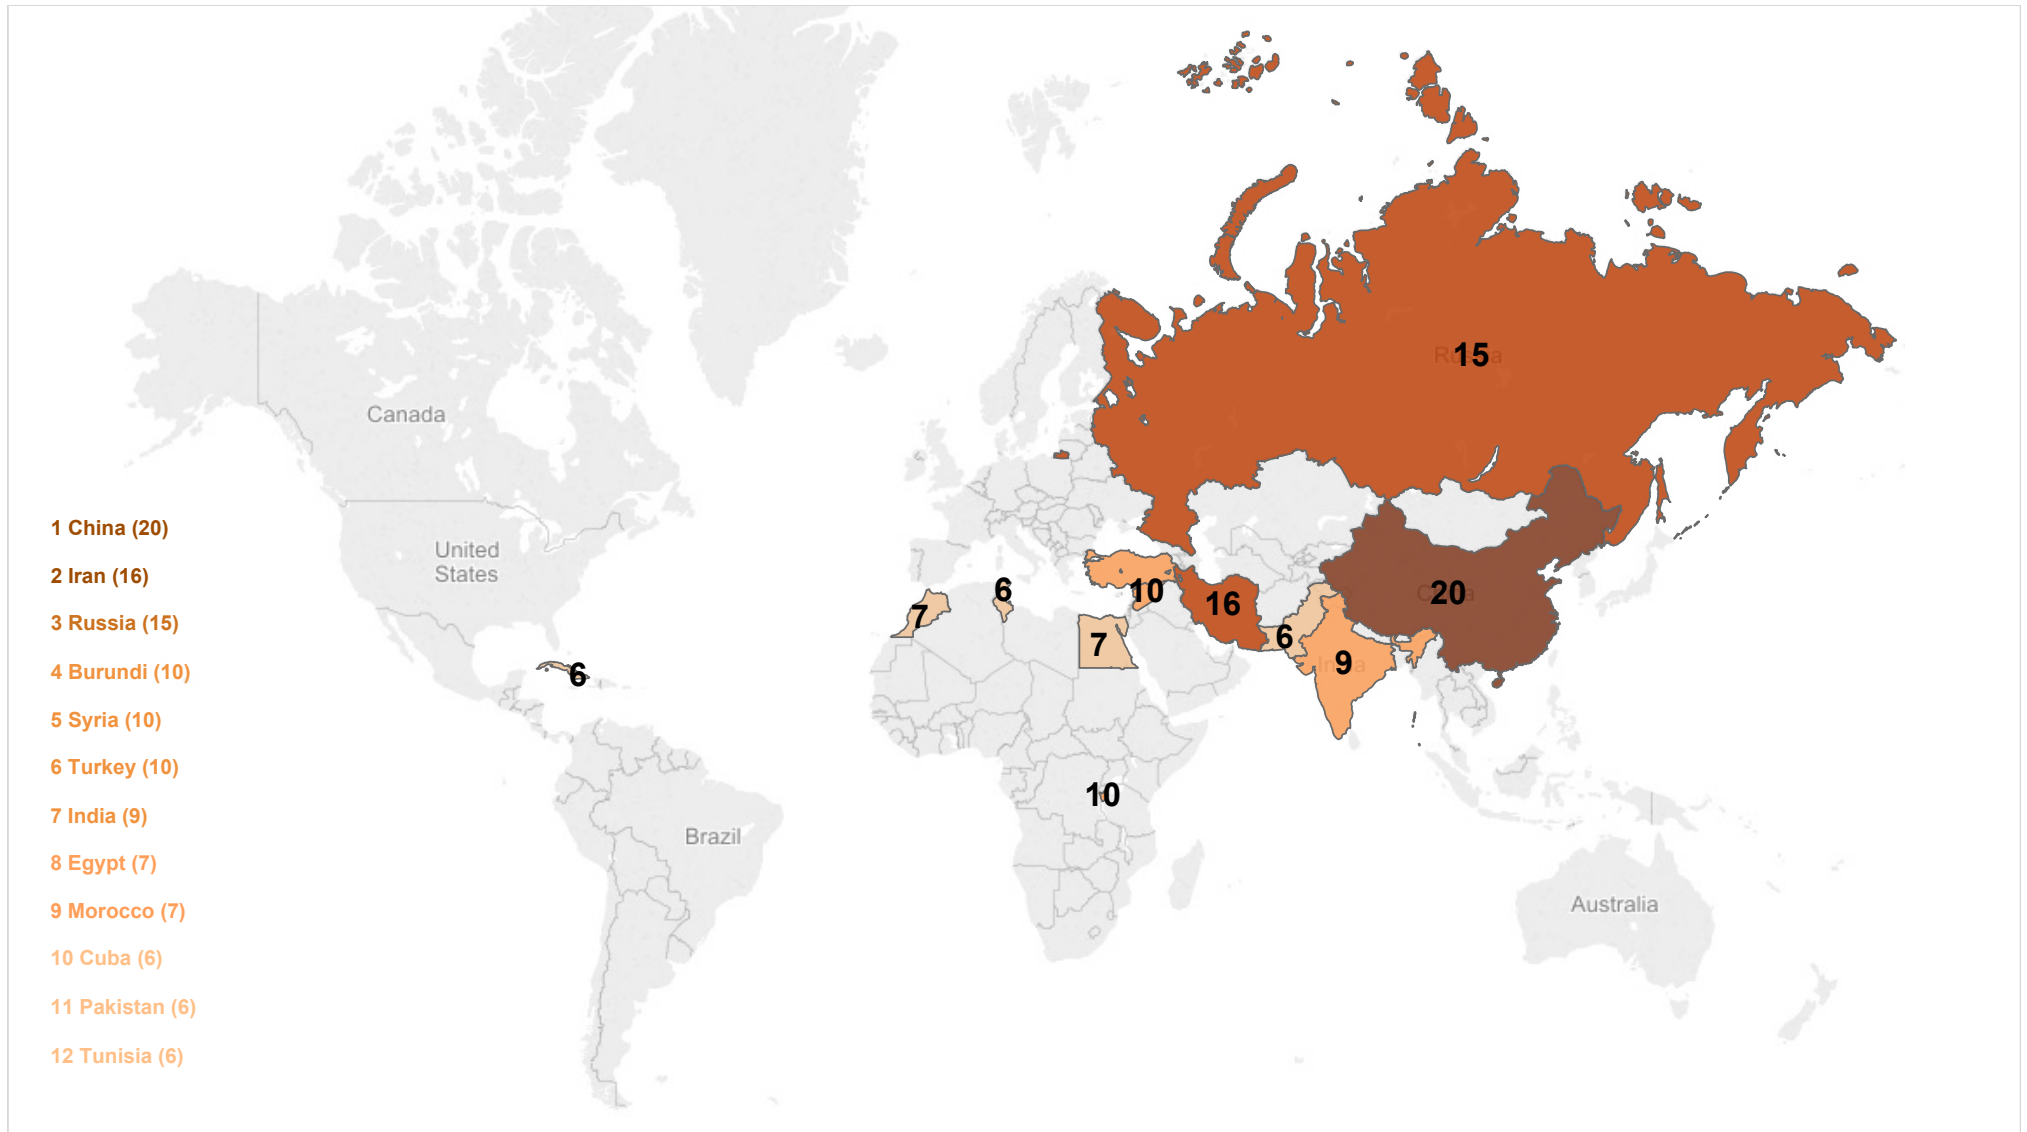 15
Canada
1 China (20)
United
States
2 Iran (16)
6
10
20
16
7
3 Russia (15)
6
7
9
4 Burundi (10)
6
5 Syria (10)
6 Turkey (10)
10
7 India (9)
Brazil
8 Egypt (7)
Australia
9 Morocco (7)
10 Cuba (6)
11 Pakistan (6)
12 Tunisia (6)